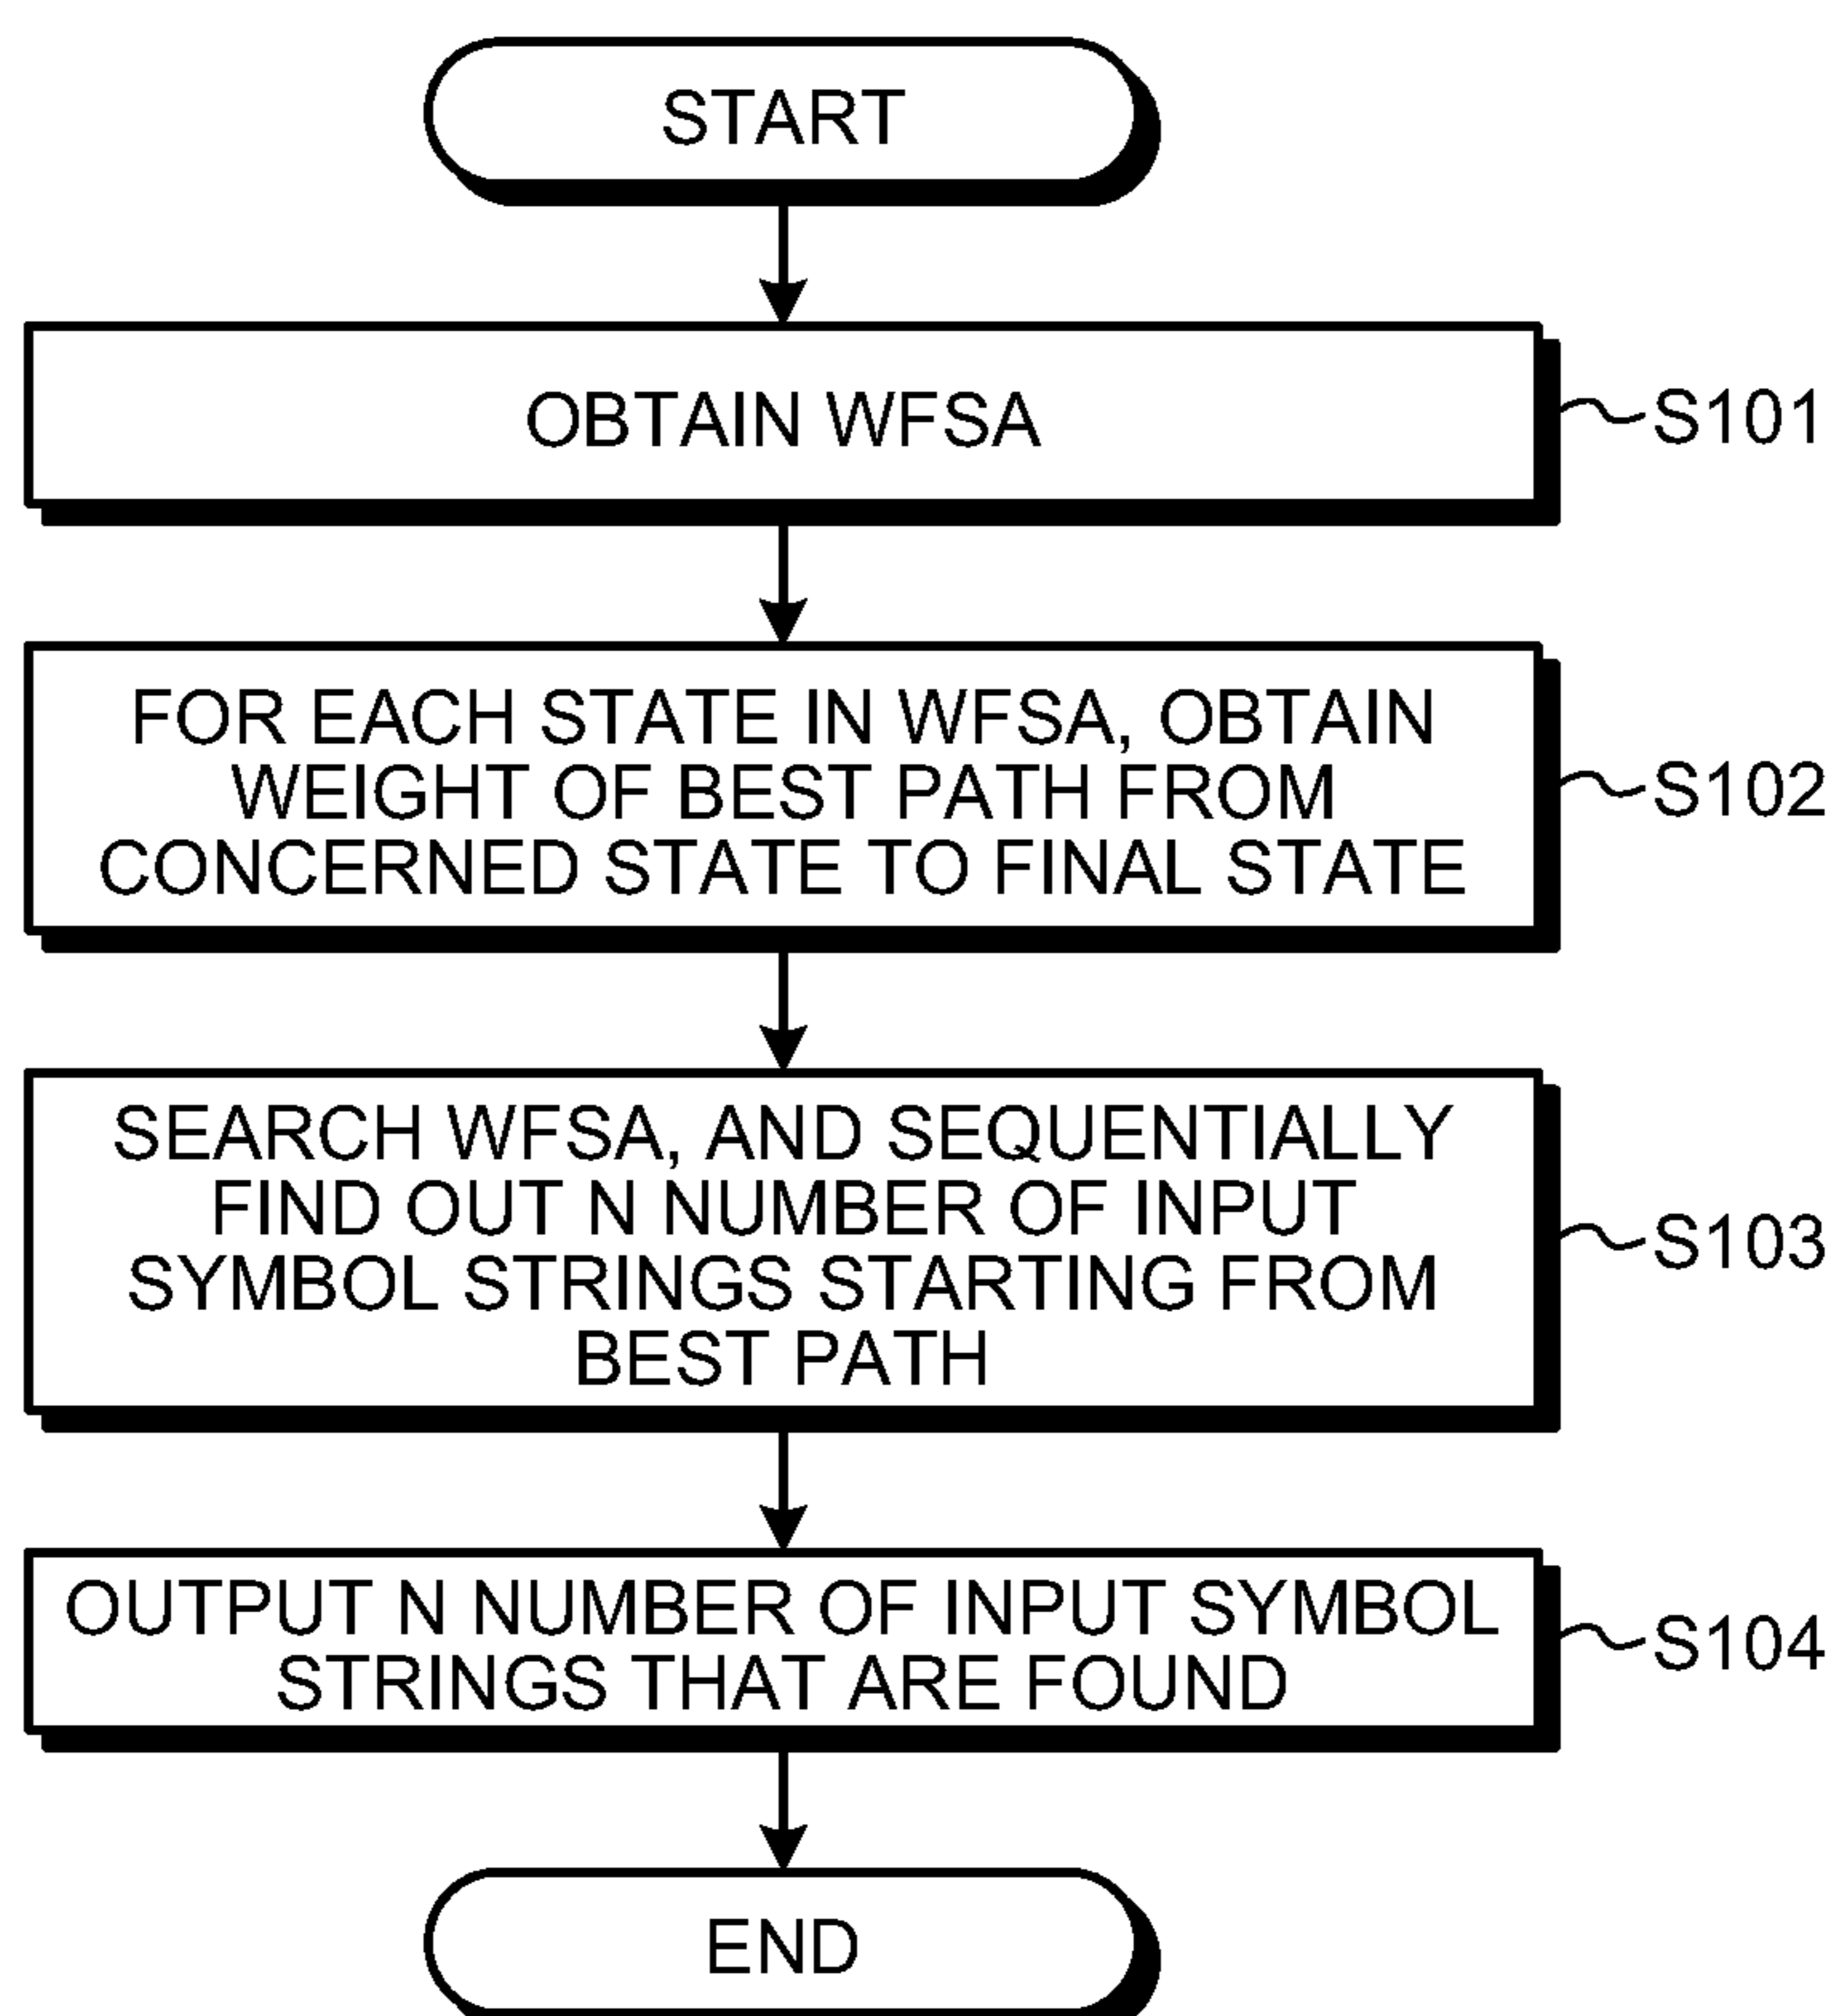 START
OBTAIN WFSA
S101
FOR EACH STATE IN WFSA, OBTAIN
WEIGHT OF BEST PATH FROM
CONCERNED STATE TO FINAL STATE
S102
SEARCH WFSA, AND SEQUENTIALLY
FIND OUT N NUMBER OF INPUT
SYMBOL STRINGS STARTING FROM
BEST PATH
S103
OUTPUT N NUMBER OF INPUT SYMBOL
STRINGS THAT ARE FOUND
S104
END